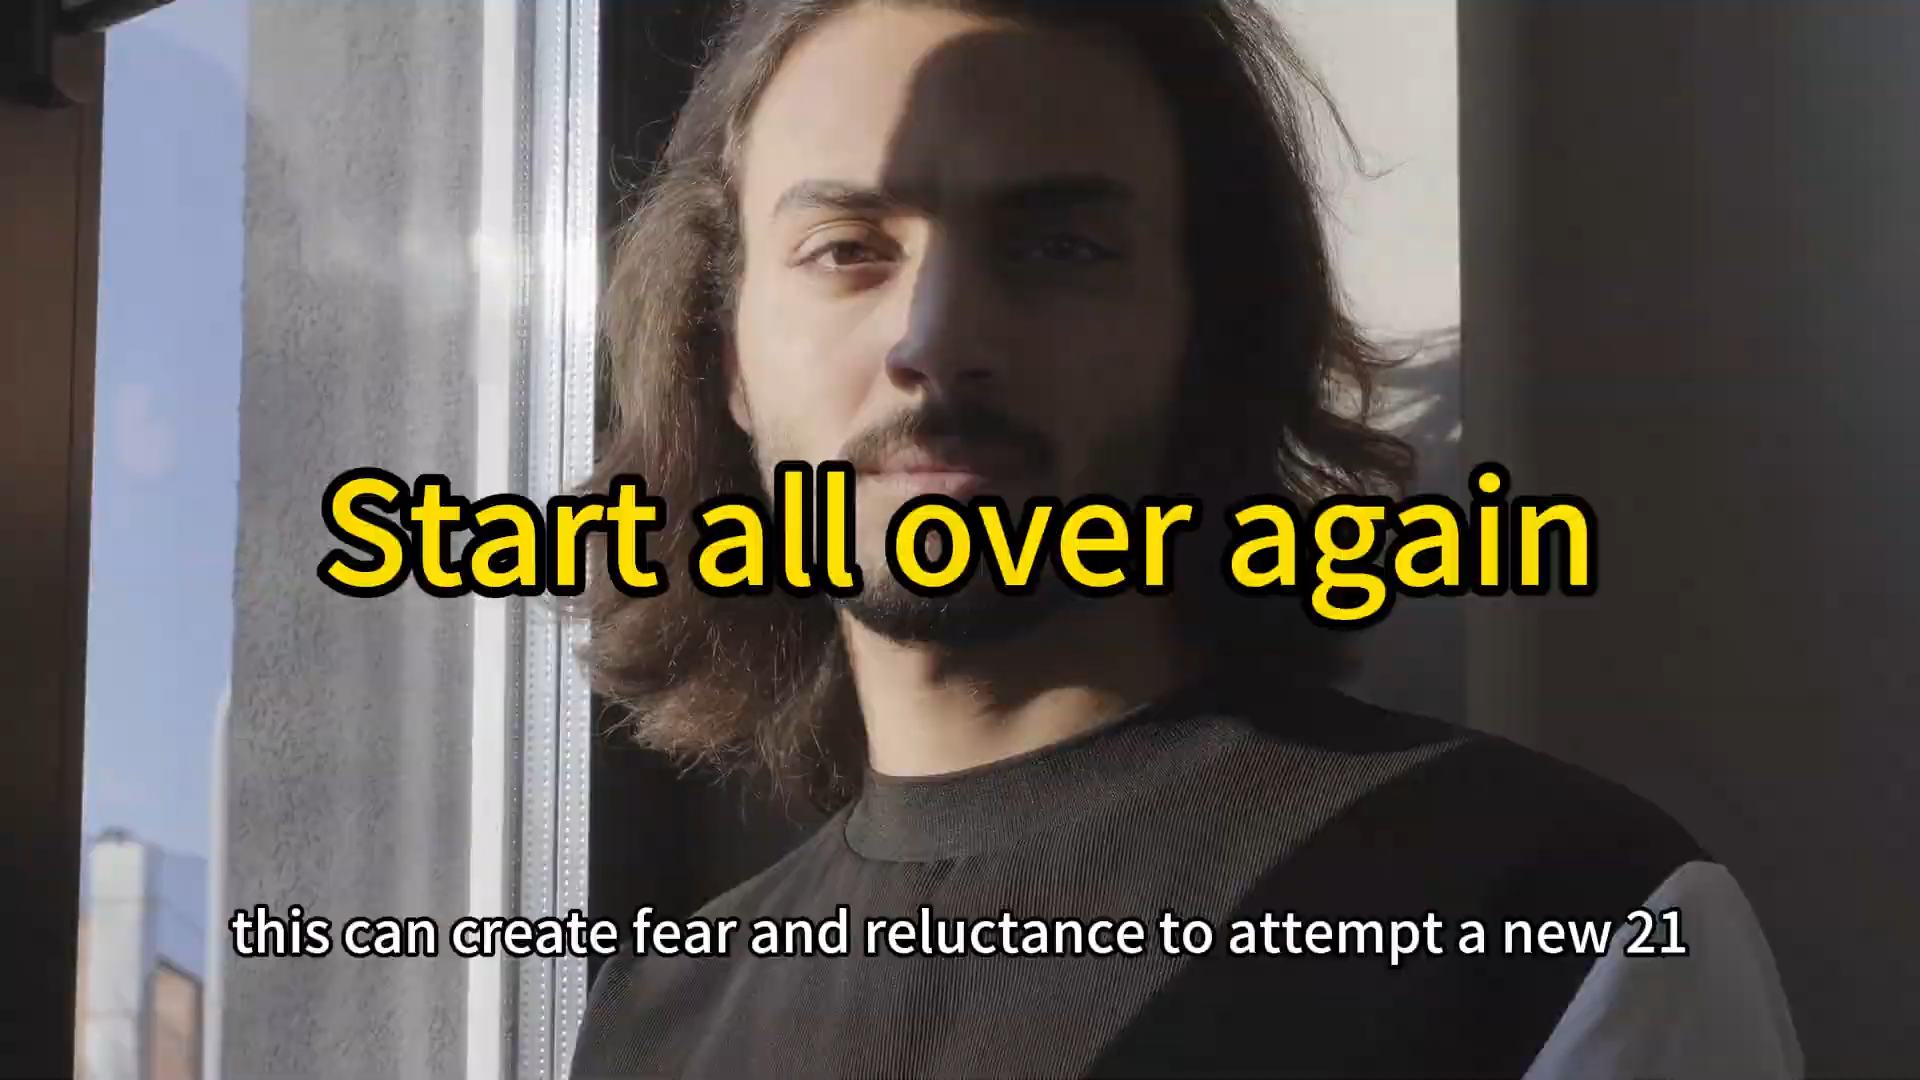 Start all over again
this can create fear and reluctance to attempt a new 21